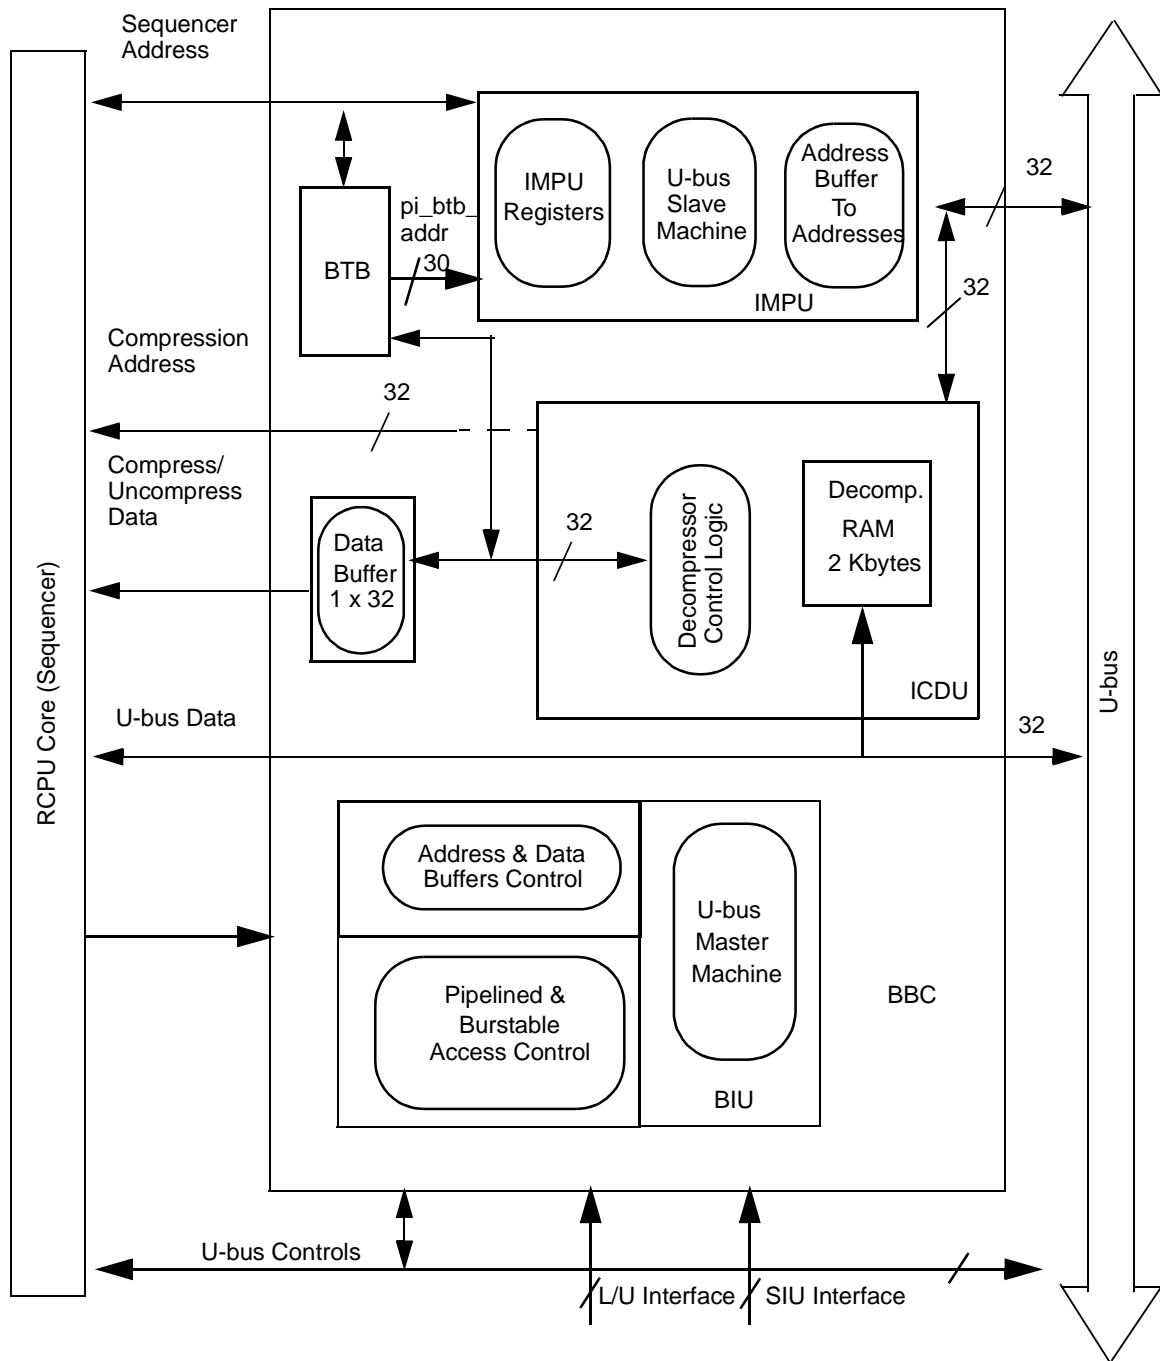 Sequencer
Address
32
IMPU
Registers
U-bus
Slave
Machine
Address
Buffer
To
Addresses
pi_btb_
addr
30
BTB
IMPU
32
Compression
Address
32
Compress/
Uncompress
Data
Data
Buffer
1 x 32
32
Decompressor
Control Logic
Decomp.
RAM
2 Kbytes
ICDU
RCPU Core (Sequencer)
U-bus
U-bus Data
32
Address & Data
Buffers Control
U-bus
Master
Machine
Pipelined &
Burstable
Access Control
BBC
BIU
U-bus Controls
L/U Interface
SIU Interface